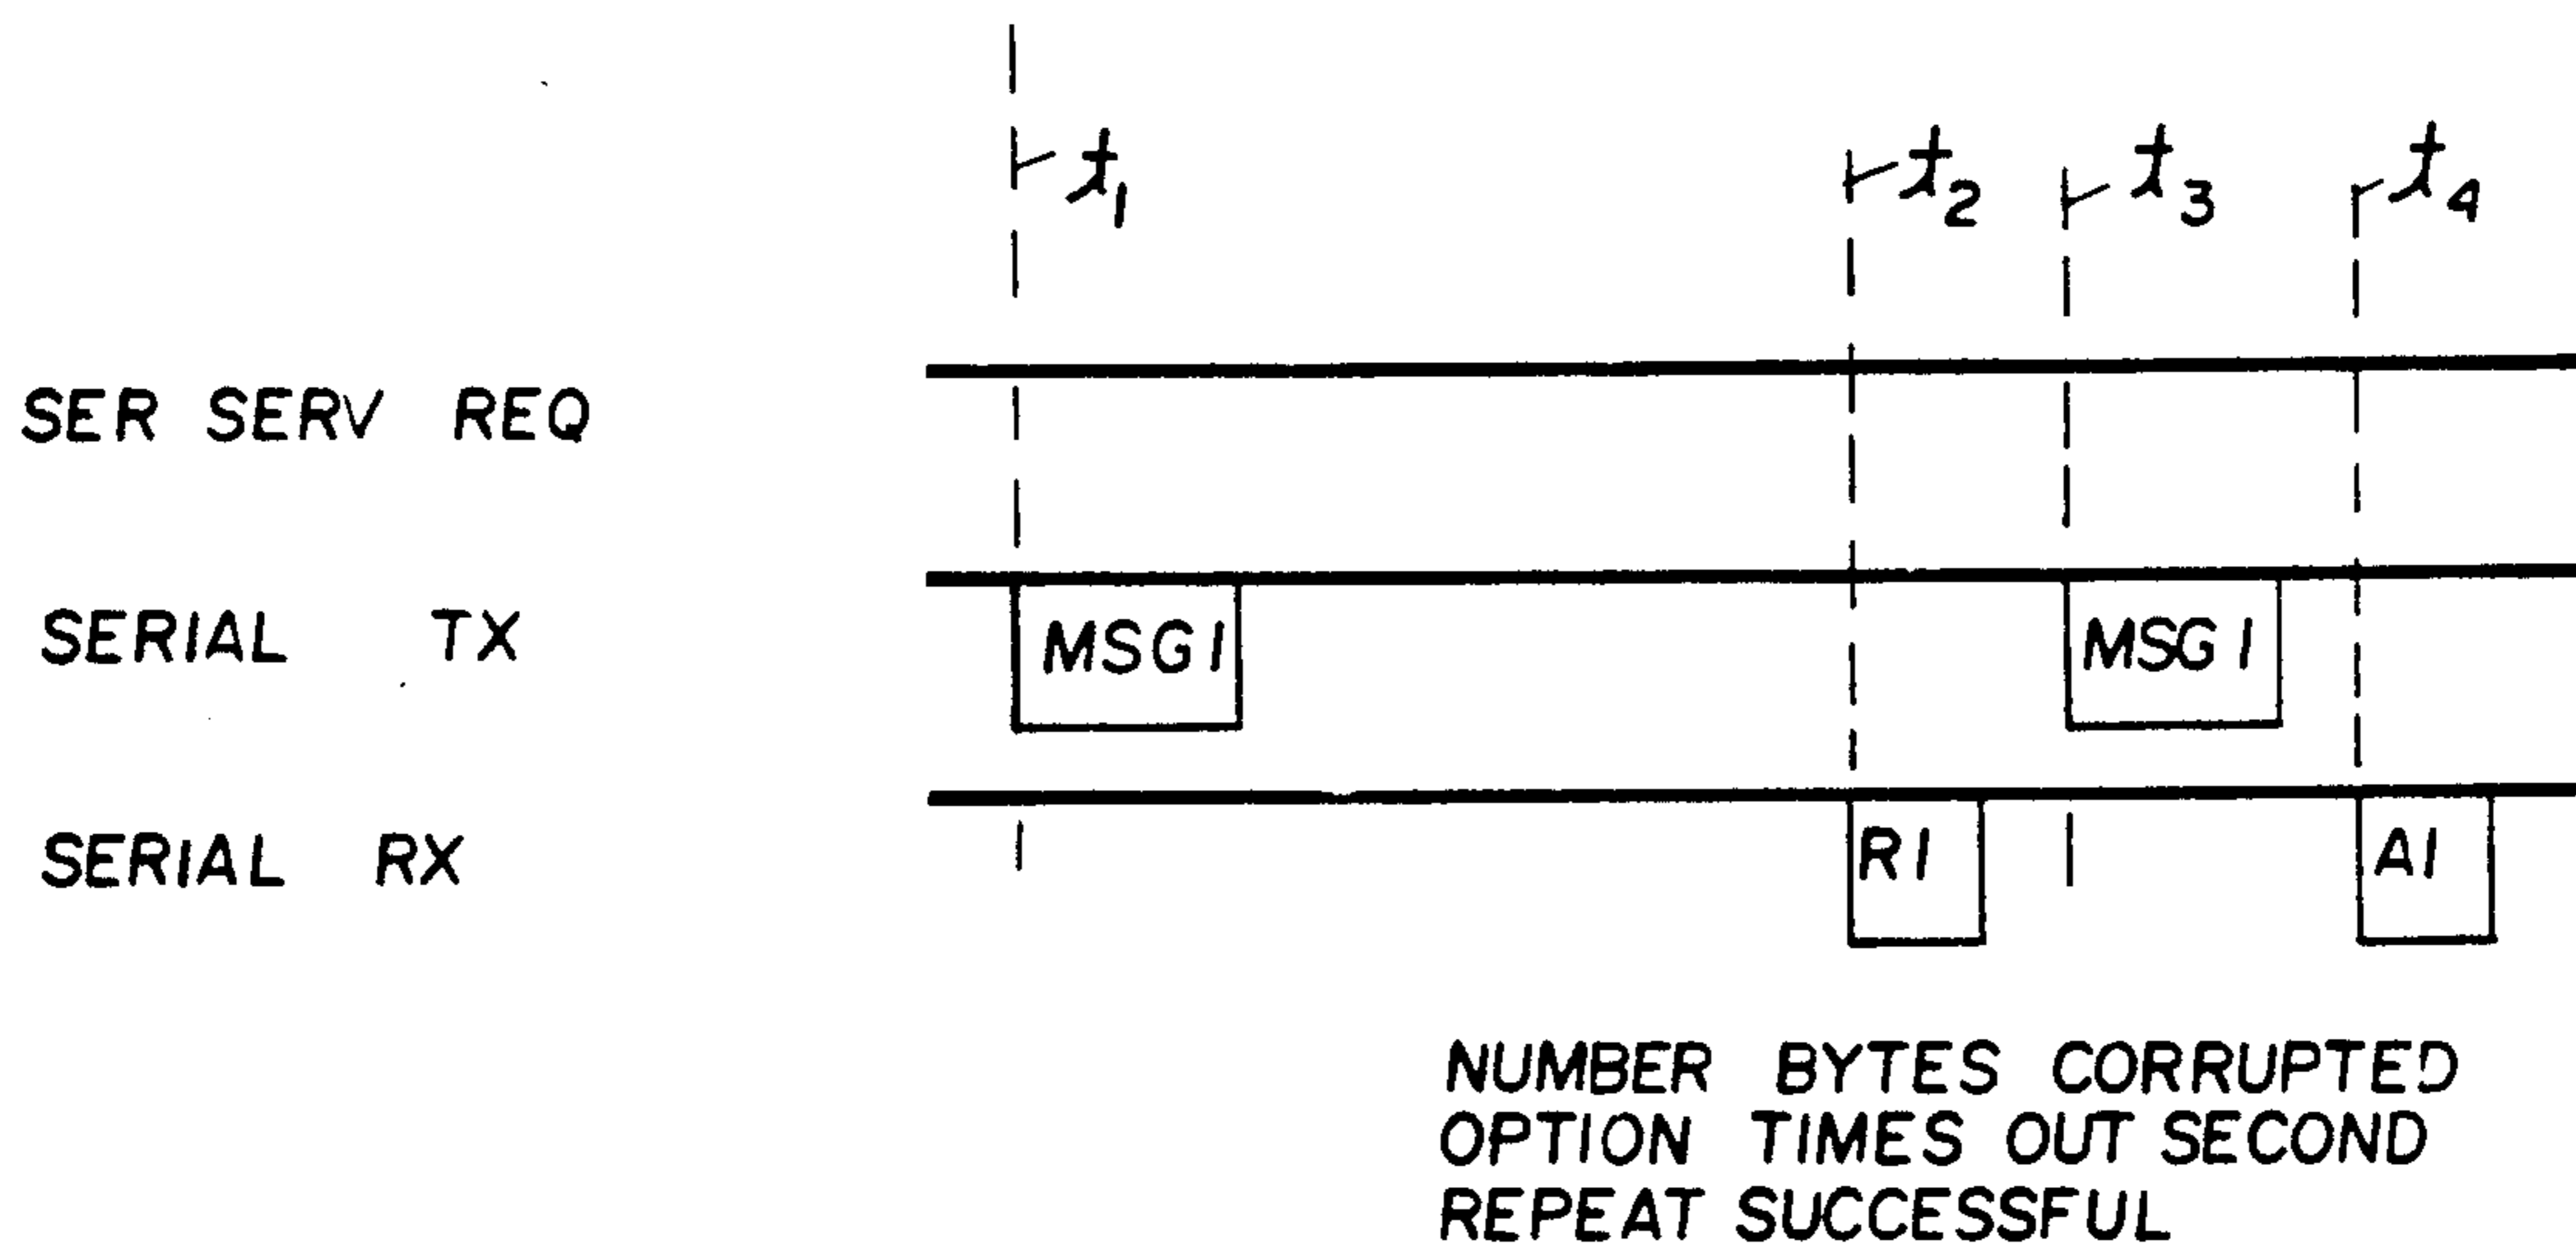 t1 t2 t3 t4
SER SERV REQ
SERIAL TX MSG1 MSG1
SERIAL RX R1 A1
NUMBER BYTES CORRUPTED
OPTION TIMES OUT SECOND
REPEAT SUCCESSFUL